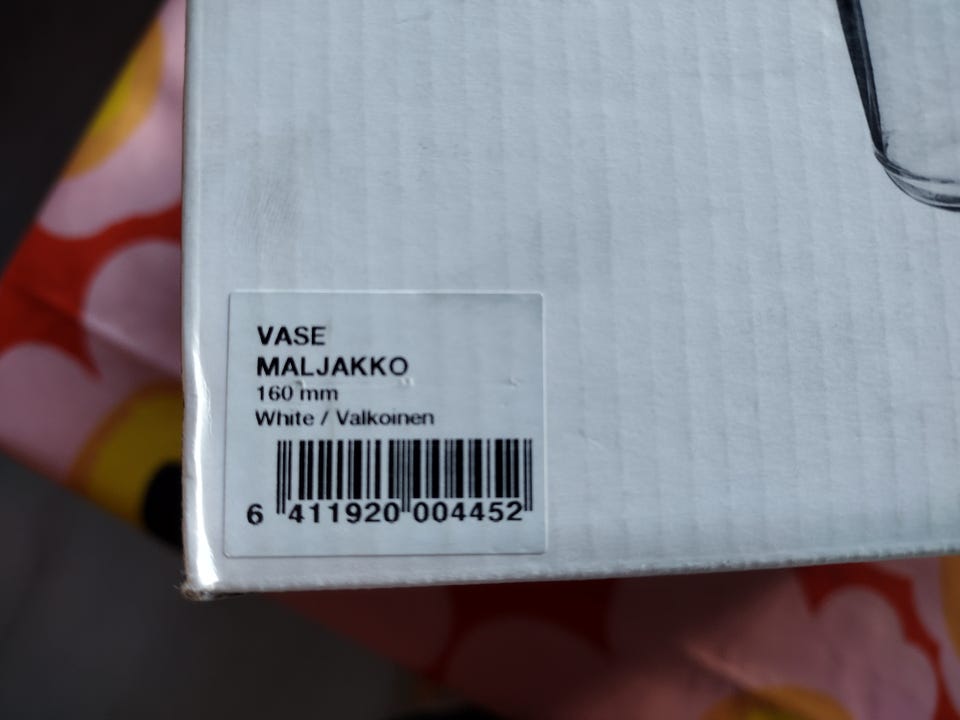 VASE
MALJAKKO
160 mm
White / Valkoinen
6 411920 004452